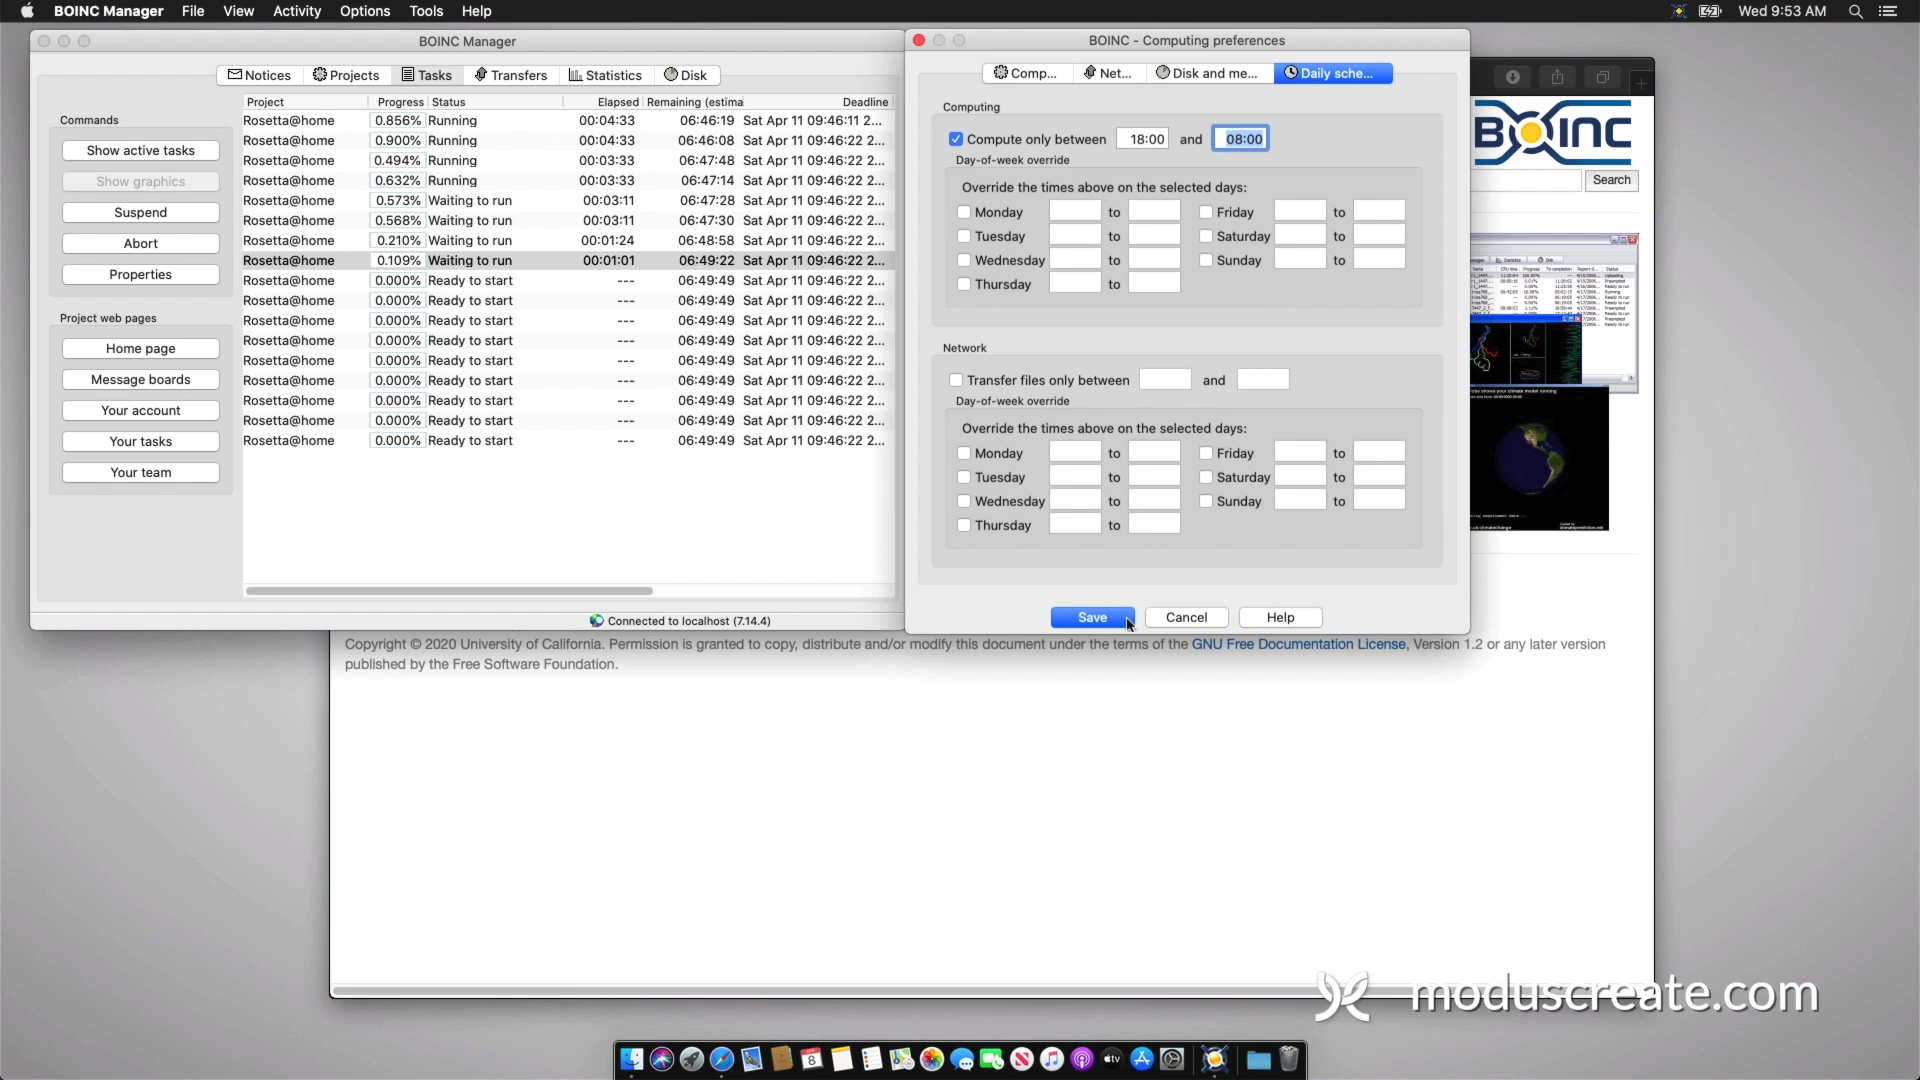 BOINC Manager File View Activity Options Tools Help Wed 9:53 AM
BOINC Manager
Notices Projects Tasks Transfers Statistics Disk
Commands
Show active tasks
Show graphics
Suspend
Abort
Properties
Project web pages
Home page
Message boards
Your account
Your tasks
Your team
Project Progress Status Elapsed Remaining (estima Deadline
Rosetta@home 0.856% Running 00:04:33 06:46:19 Sat Apr 11 09:46:11 2...
Rosetta@home 0.900% Running 00:04:33 06:46:08 Sat Apr 11 09:46:22 2...
Rosetta@home 0.494% Running 00:03:33 06:47:48 Sat Apr 11 09:46:22 2...
Rosetta@home 0.632% Running 00:03:33 06:47:14 Sat Apr 11 09:46:22 2...
Rosetta@home 0.573% Waiting to run 00:03:11 06:47:28 Sat Apr 11 09:46:22 2...
Rosetta@home 0.568% Waiting to run 00:03:11 06:47:30 Sat Apr 11 09:46:22 2...
Rosetta@home 0.210% Waiting to run 00:01:24 06:48:58 Sat Apr 11 09:46:22 2...
Rosetta@home 0.109% Waiting to run 00:01:01 06:49:22 Sat Apr 11 09:46:22 2...
Rosetta@home 0.000% Ready to start --- 06:49:49 Sat Apr 11 09:46:22 2...
Rosetta@home 0.000% Ready to start --- 06:49:49 Sat Apr 11 09:46:22 2...
Rosetta@home 0.000% Ready to start --- 06:49:49 Sat Apr 11 09:46:22 2...
Rosetta@home 0.000% Ready to start --- 06:49:49 Sat Apr 11 09:46:22 2...
Rosetta@home 0.000% Ready to start --- 06:49:49 Sat Apr 11 09:46:22 2...
Rosetta@home 0.000% Ready to start --- 06:49:49 Sat Apr 11 09:46:22 2...
Rosetta@home 0.000% Ready to start --- 06:49:49 Sat Apr 11 09:46:22 2...
Rosetta@home 0.000% Ready to start --- 06:49:49 Sat Apr 11 09:46:22 2...
Rosetta@home 0.000% Ready to start --- 06:49:49 Sat Apr 11 09:46:22 2...
Connected to localhost (7.14.4)
BOINC - Computing preferences
Comp... Net... Disk and me... Daily sche...
Computing
Compute only between 18:00 and 08:00
Day-of-week override
Override the times above on the selected days:
Monday to Friday to
Tuesday to Saturday to
Wednesday to Sunday to
Thursday to
Network
Transfer files only between and
Day-of-week override
Override the times above on the selected days:
Monday to Friday to
Tuesday to Saturday to
Wednesday to Sunday to
Thursday to
Save Cancel Help
BOINC
Search
Copyright © 2020 University of California. Permission is granted to copy, distribute and/or modify this document under the terms of the GNU Free Documentation License, Version 1.2 or any later version
published by the Free Software Foundation.
moduscreate.com
8
tv